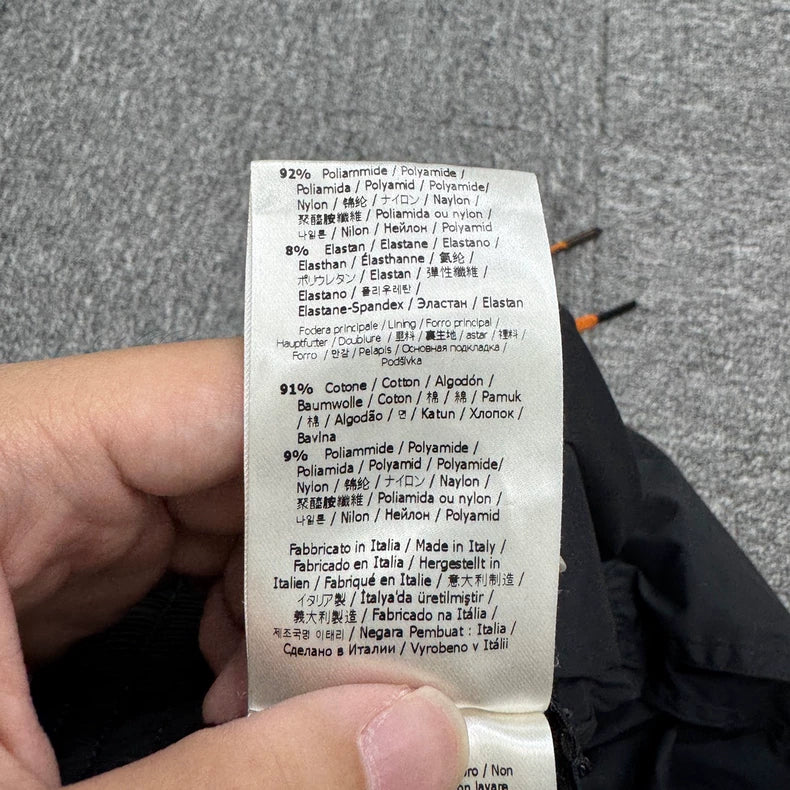 92% Poliammide / Polyamide /
Poliamida / Polyamid / Polyamide/
Nylon / 锦纶 / ナイロン / Naylon /
聚醯胺纖維 / Poliamida ou nylon /
나일론 / Nilon / Нейлон / Polyamid
8% Elastan / Elastane / Elastano /
Elasthan / Élasthanne / 氨纶 /
ポリウレタン / Elastan / 彈性纖維 /
Elastano / 폴리우레탄 /
Elastane-Spandex / Эластан / Elastan
Fodera principale / Lining / Forro principal /
Hauptfutter / Doublure / 里料 / 裏生地 / astar / 裡料 /
Forro / 안감 / Pelapis / Основная подкладка /
Podšívka
91% Cotone / Cotton / Algodón /
Baumwolle / Coton / 棉 / 綿 / Pamuk
/ 棉 / Algodão / 면 / Katun / Хлопок /
Bavlna
9% Poliammide / Polyamide /
Poliamida / Polyamid / Polyamide/
Nylon / 锦纶 / ナイロン / Naylon /
聚醯胺纖維 / Poliamida ou nylon /
나일론 / Nilon / Нейлон / Polyamid
Fabbricato in Italia / Made in Italy /
Fabricado en Italia / Hergestellt in
Italien / Fabriqué en Italie / 意大利制造 /
イタリア製 / İtalya'da üretilmiştir /
義大利製造 / Fabricado na Itália /
제조국명 이태리 / Negara Pembuat : Italia /
Сделано в Италии / Vyrobeno v Itálii
/ Non
lavare